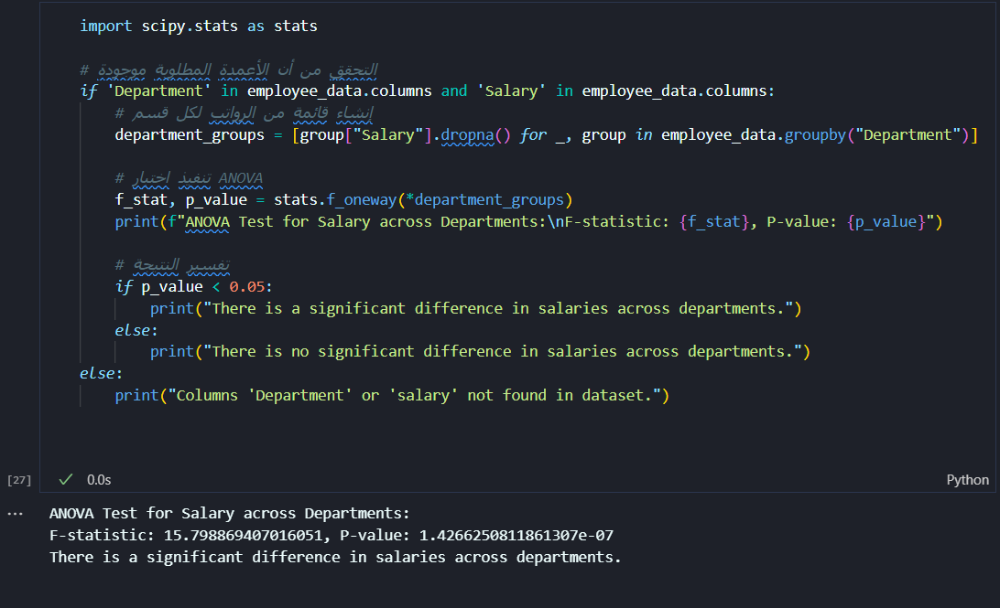 import scipy.stats as stats
# التحقق من أن الأعمدة المطلوبة موجودة
if 'Department' in employee_data.columns and 'Salary' in employee_data.columns:
# إنشاء قائمة من الرواتب لكل قسم
department_groups = [group["Salary"].dropna() for _, group in employee_data.groupby("Department")]
# تنفيذ اختبار ANOVA
f_stat, p_value = stats.f_oneway(*department_groups)
print(f"ANOVA Test for Salary across Departments:\nF-statistic: {f_stat}, P-value: {p_value}")
# تفسير النتيجة
if p_value < 0.05:
print("There is a significant difference in salaries across departments.")
else:
print("There is no significant difference in salaries across departments.")
else:
print("Columns 'Department' or 'salary' not found in dataset.")
[27] ✓ 0.0s Python
...
ANOVA Test for Salary across Departments:
F-statistic: 15.798869407016051, P-value: 1.4266250811861307e-07
There is a significant difference in salaries across departments.